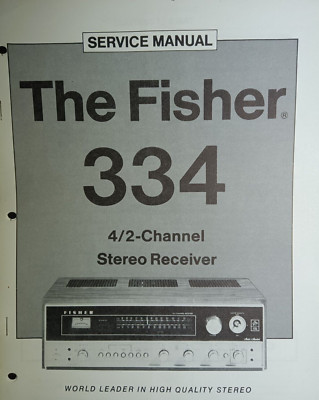 SERVICE MANUAL
The Fisher®
334
4/2-Channel
Stereo Receiver
FISHER
WORLD LEADER IN HIGH QUALITY STEREO